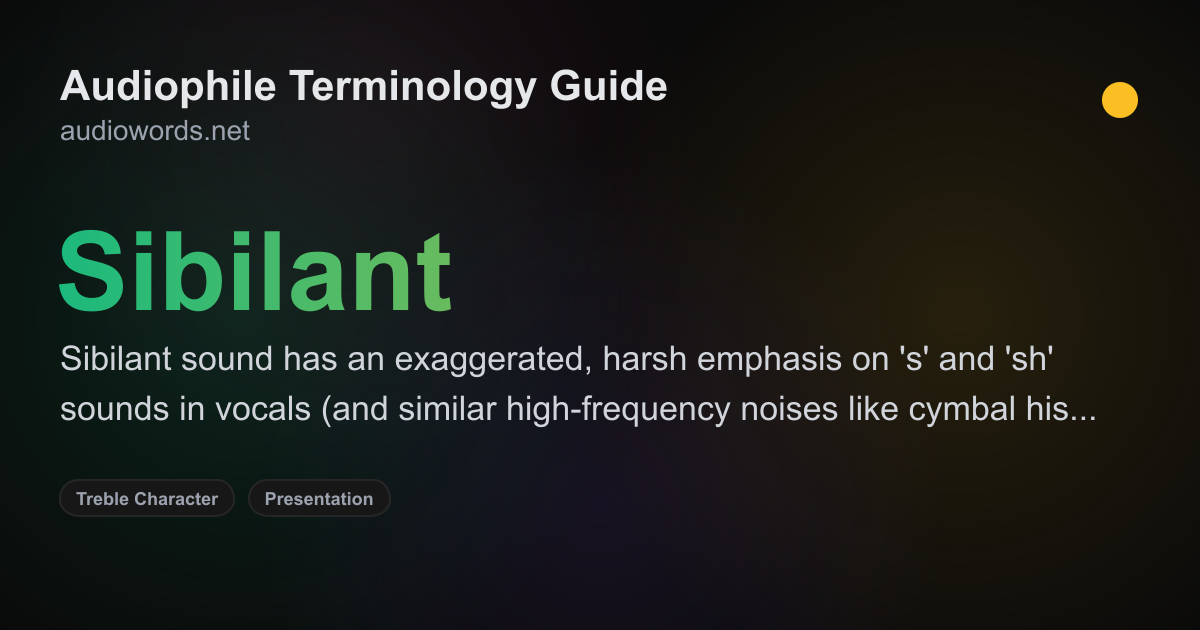 Audiophile Terminology Guide
audiowords.net
Sibilant
Sibilant sound has an exaggerated, harsh emphasis on 's' and 'sh'
sounds in vocals (and similar high-frequency noises like cymbal his...
Treble Character
Presentation